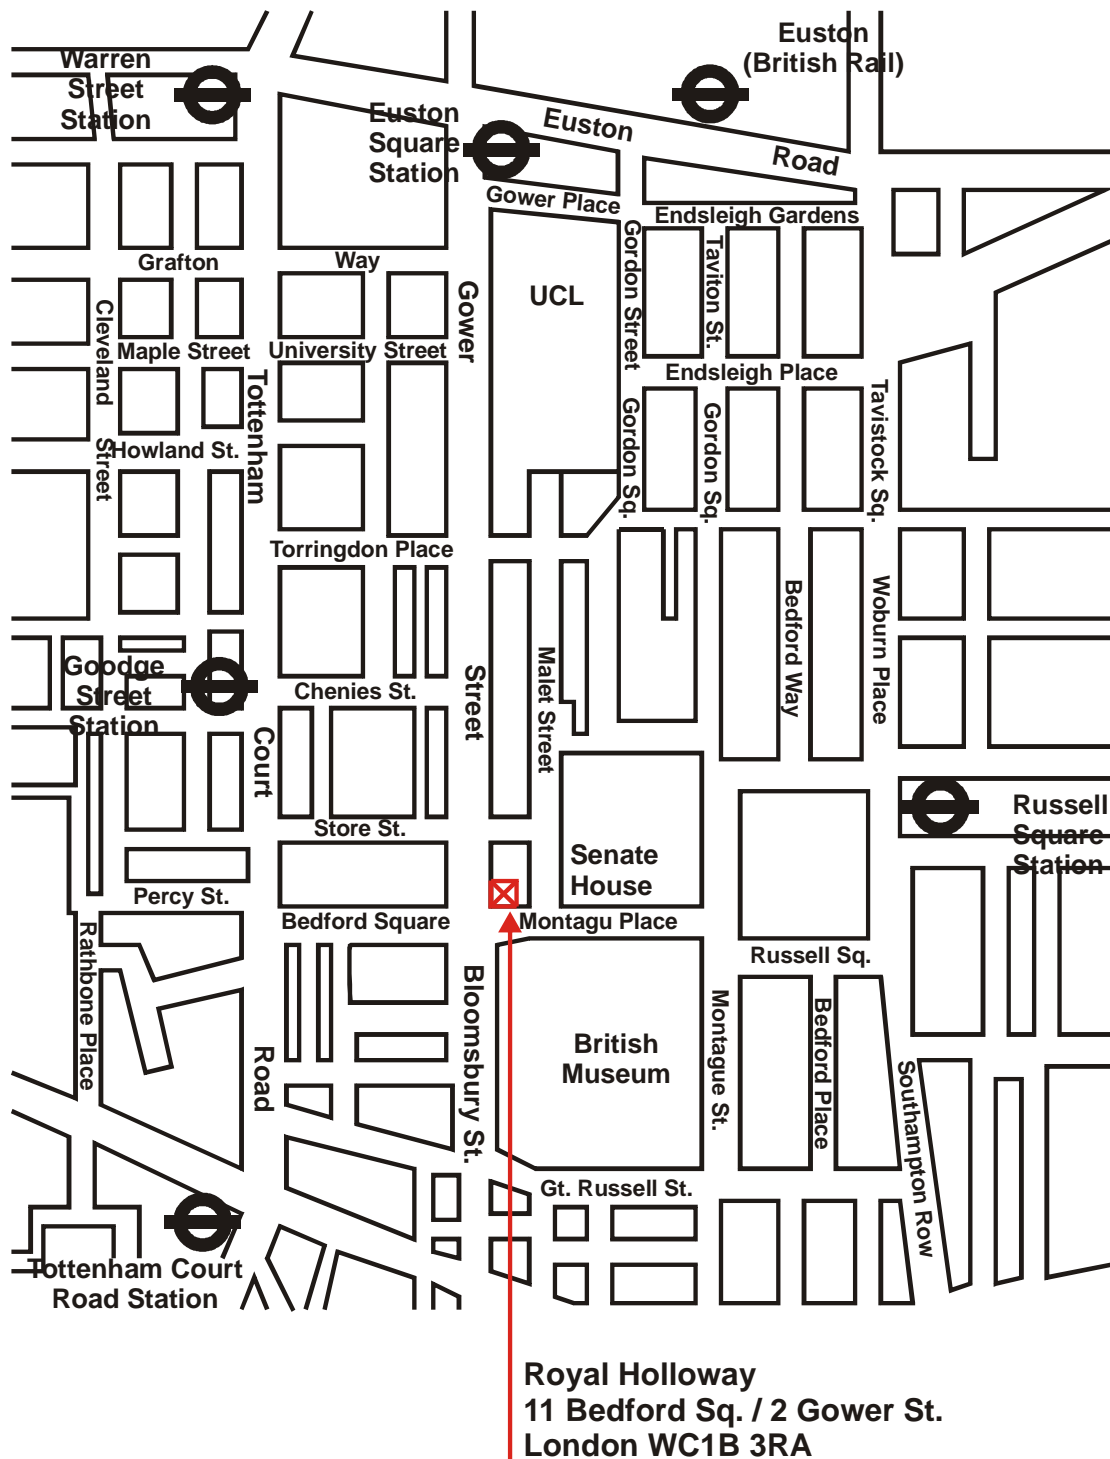 Euston
(British Rail)
Warren
Street
Station
Euston
Square
Station
Euston
Road
Gower Place
Endsleigh Gardens
Grafton
Way
Gordon Street
Taviton St.
UCL
Gower
Cleveland
Street
Maple Street
University Street
Endsleigh Place
Tottenham
Howland St.
Gordon Sq.
Gordon Sq.
Tavistock Sq.
Torringdon Place
Bedford Way
Woburn Place
Goodge
Street
Station
Chenies St.
Street
Malet Street
Court
Store St.
Russell
Square
Station
Senate
House
Percy St.
Bedford Square
Montagu Place
Rathbone Place
Russell Sq.
Bloomsbury St.
Montague St.
Bedford Place
British
Museum
Road
Southampton Row
Gt. Russell St.
Tottenham Court
Road Station
Royal Holloway
11 Bedford Sq. / 2 Gower St.
London WC1B 3RA